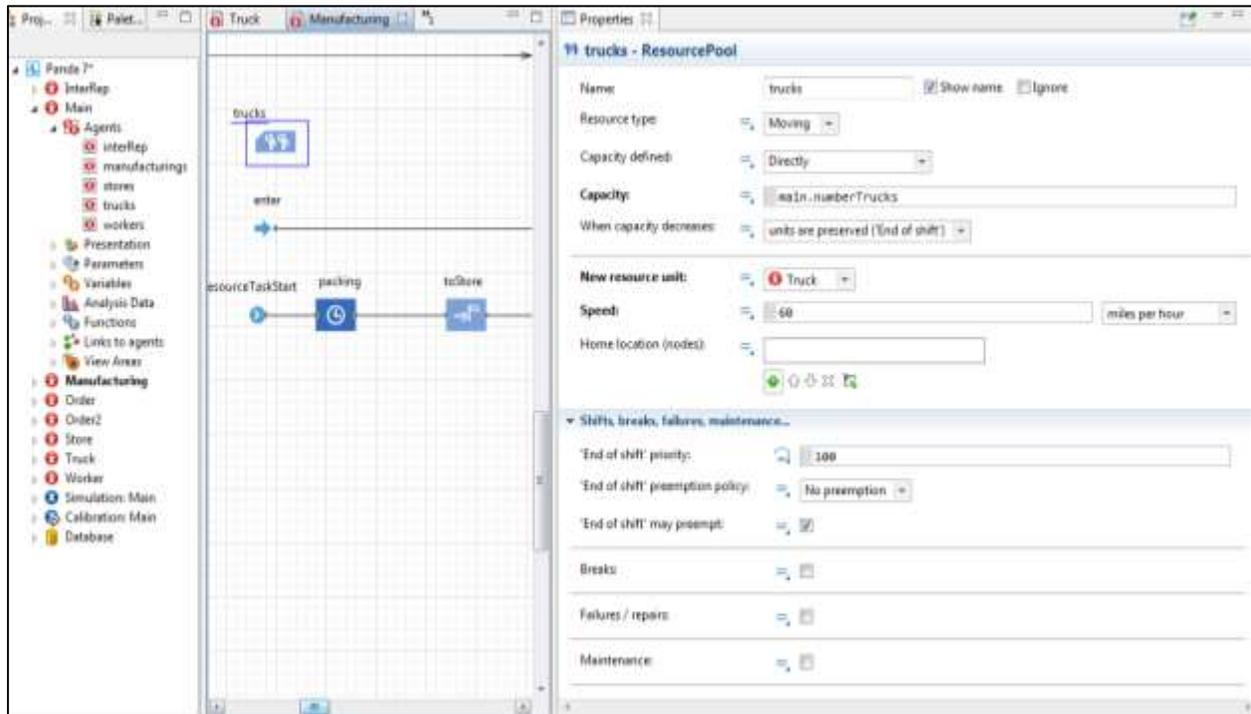 Proj...
Palet...
Panda 7*
InterRep
Main
Agents
interRep
manufacturings
stores
trucks
workers
Presentation
Parameters
Variables
Analysis Data
Functions
Links to agents
View Areas
Manufacturing
Order
Order2
Store
Truck
Worker
Simulation: Main
Calibration: Main
Database
Truck
Manufacturing
trucks
enter
esourceTaskStart
packing
toStore
Properties
trucks - ResourcePool
Name: trucks Show name Ignore
Resource type: Moving
Capacity defined: Directly
Capacity: main.numberTrucks
When capacity decreases: units are preserved ('End of shift')
New resource unit: Truck
Speed: 60 miles per hour
Home location (nodes):
Shifts, breaks, failures, maintenance...
'End of shift' priority: 100
'End of shift' preemption policy: No preemption
'End of shift' may preempt:
Breaks:
Failures / repairs:
Maintenance: